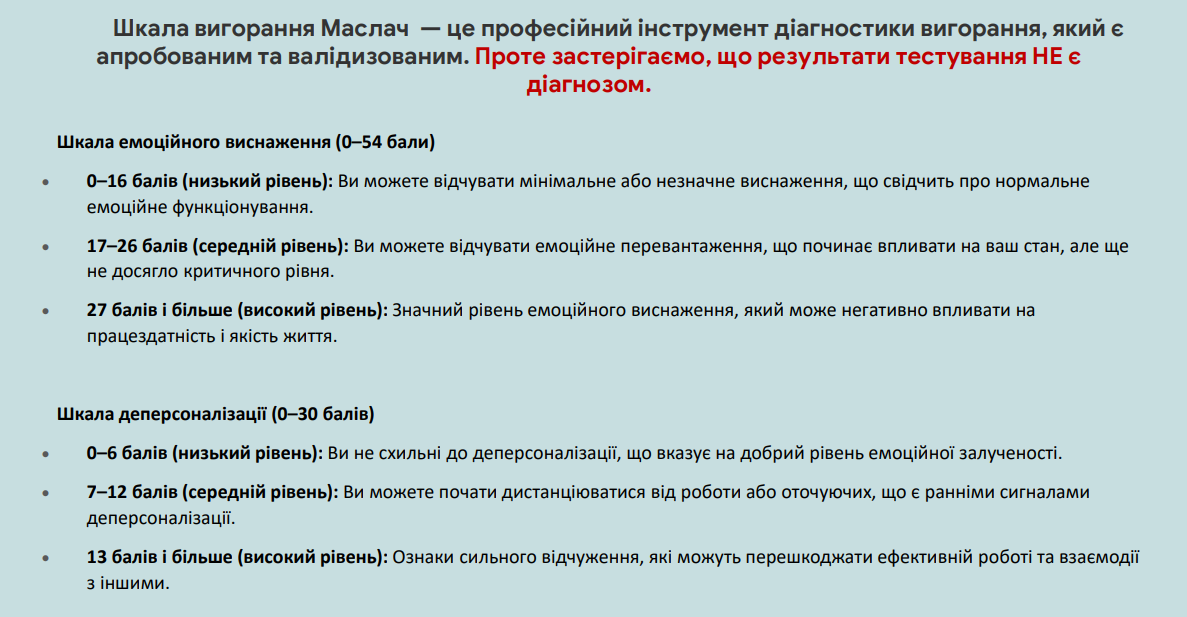 Шкала вигорання Маслач — це професійний інструмент діагностики вигорання, який є
апробованим та валідизованим. Проте застерігаємо, що результати тестування НЕ є
діагнозом.
Шкала емоційного виснаження (0–54 бали)
• 0–16 балів (низький рівень): Ви можете відчувати мінімальне або незначне виснаження, що свідчить про нормальне
емоційне функціонування.
• 17–26 балів (середній рівень): Ви можете відчувати емоційне перевантаження, що починає впливати на ваш стан, але ще
не досягло критичного рівня.
• 27 балів і більше (високий рівень): Значний рівень емоційного виснаження, який може негативно впливати на
працездатність і якість життя.
Шкала деперсоналізації (0–30 балів)
• 0–6 балів (низький рівень): Ви не схильні до деперсоналізації, що вказує на добрий рівень емоційної залученості.
• 7–12 балів (середній рівень): Ви можете почати дистанціюватися від роботи або оточуючих, що є ранніми сигналами
деперсоналізації.
• 13 балів і більше (високий рівень): Ознаки сильного відчуження, які можуть перешкоджати ефективній роботі та взаємодії
з іншими.